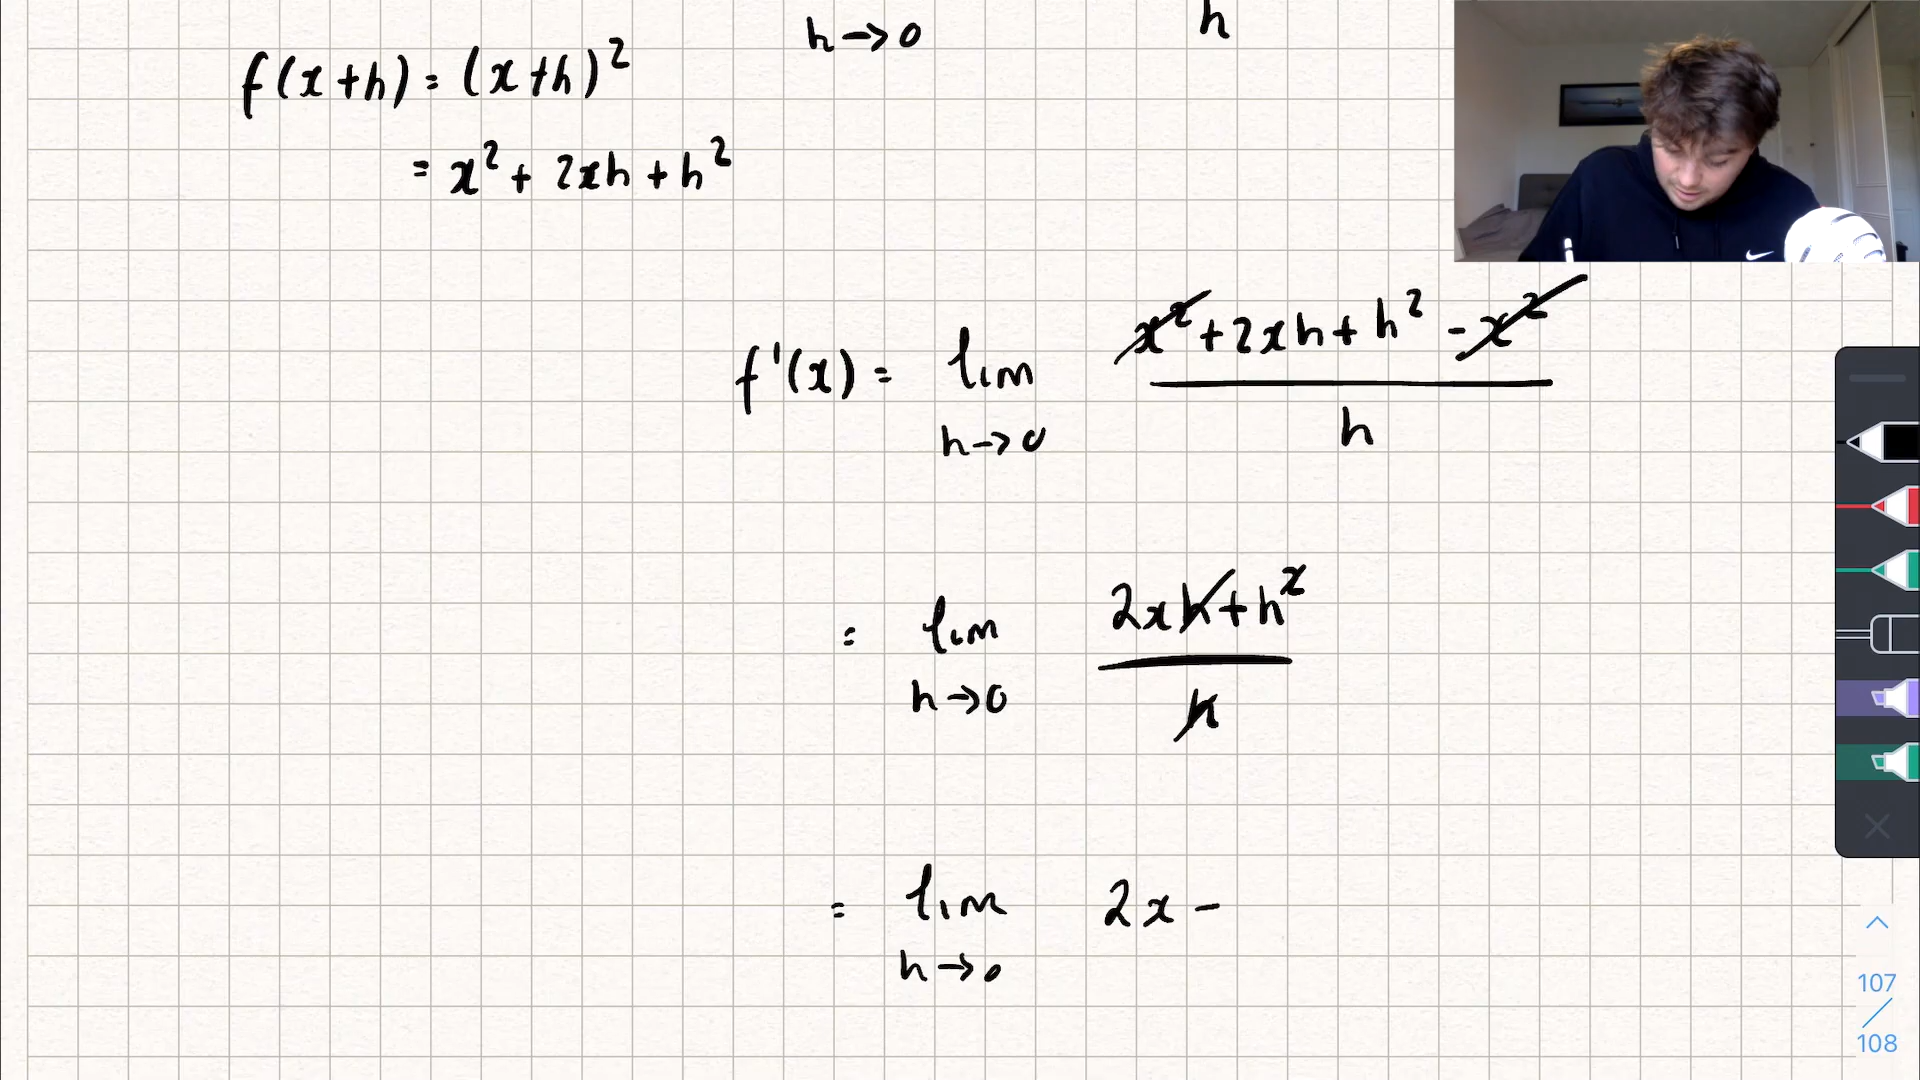 h→0 h
f(x+h) = (x+h)²
= x² + 2xh + h²
f'(x) = lim x² + 2xh + h² - x²
h→0 h
= lim 2xh + h²
h→0 h
= lim 2x -
h→0
107
/
108